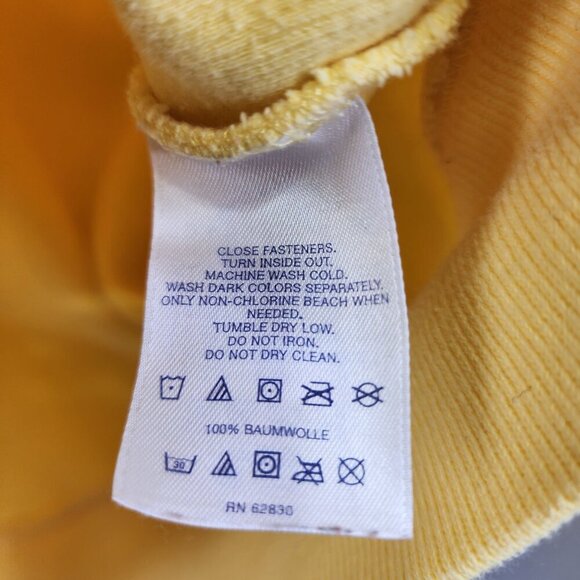 CLOSE FASTENERS.
TURN INSIDE OUT.
MACHINE WASH COLD.
WASH DARK COLORS SEPARATELY.
ONLY NON-CHLORINE BEACH WHEN
NEEDED.
TUMBLE DRY LOW.
DO NOT IRON.
DO NOT DRY CLEAN.
100% BAUMWOLLE
30
RN 62830